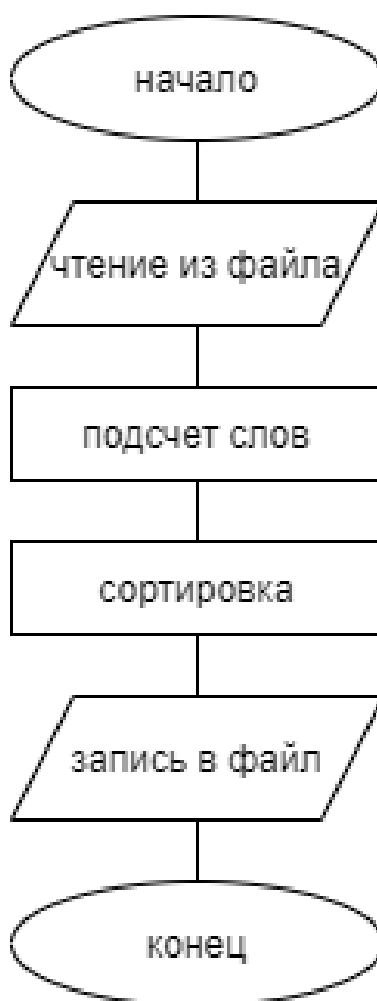 начало
чтение из файла
подсчет слов
сортировка
запись в файл
конец